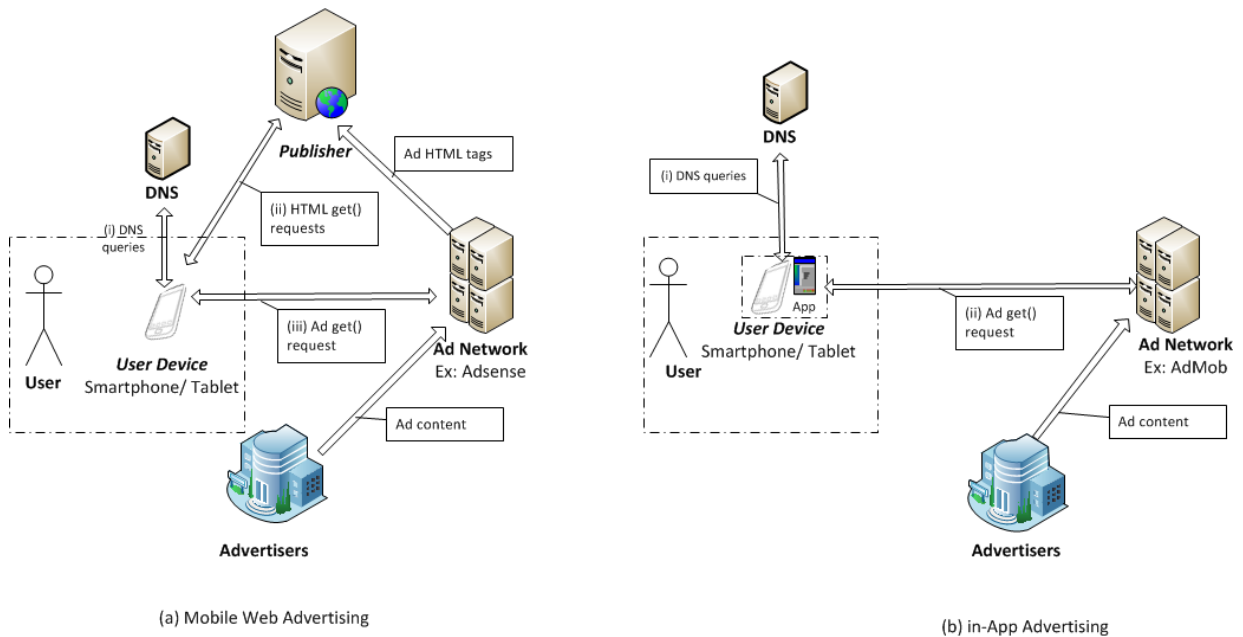 Publisher
DNS
Ad HTML tags
(ii) HTML get()
requests
(i) DNS
queries
(iii) Ad get()
request
User
User Device
Smartphone/ Tablet
Ad Network
Ex: Adsense
Ad content
Advertisers
(a) Mobile Web Advertising
DNS
(i) DNS queries
App
User Device
Smartphone/ Tablet
User
(ii) Ad get()
request
Ad Network
Ex: AdMob
Ad content
Advertisers
(b) in-App Advertising